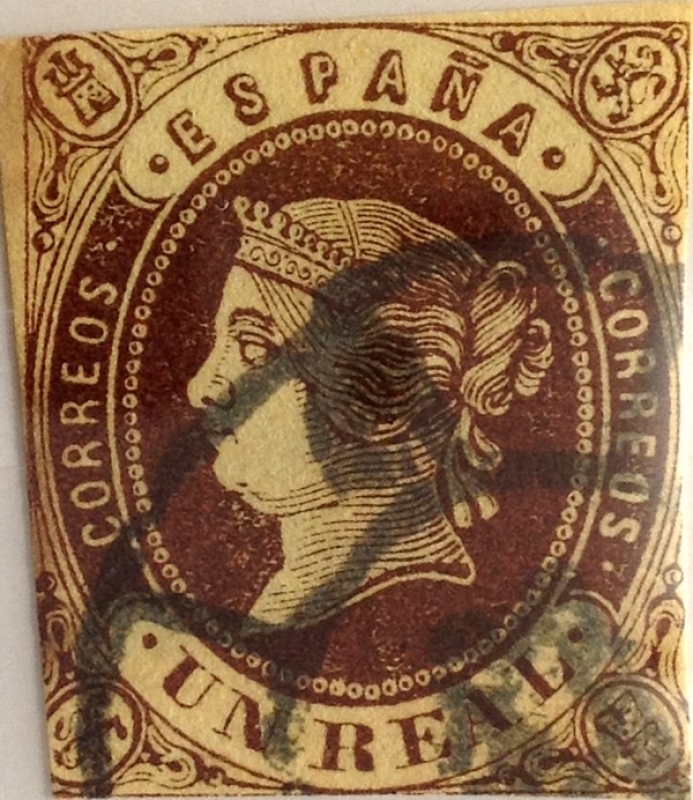 · ESPAÑA ·
CORREOS ·
CORREOS ·
· UN REAL ·